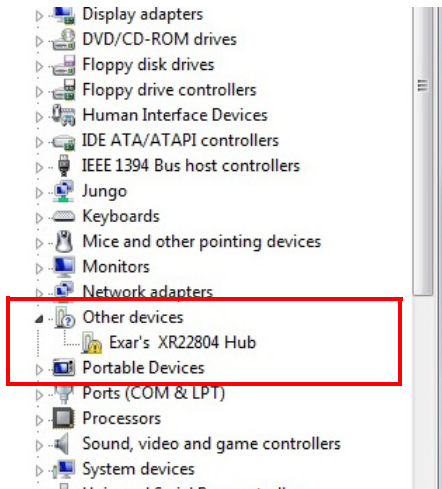 Display adapters
DVD/CD-ROM drives
Floppy disk drives
Floppy drive controllers
Human Interface Devices
IDE ATA/ATAPI controllers
IEEE 1394 Bus host controllers
Jungo
Keyboards
Mice and other pointing devices
Monitors
Network adapters
Other devices
Exar's XR22804 Hub
Portable Devices
Ports (COM & LPT)
Processors
Sound, video and game controllers
System devices